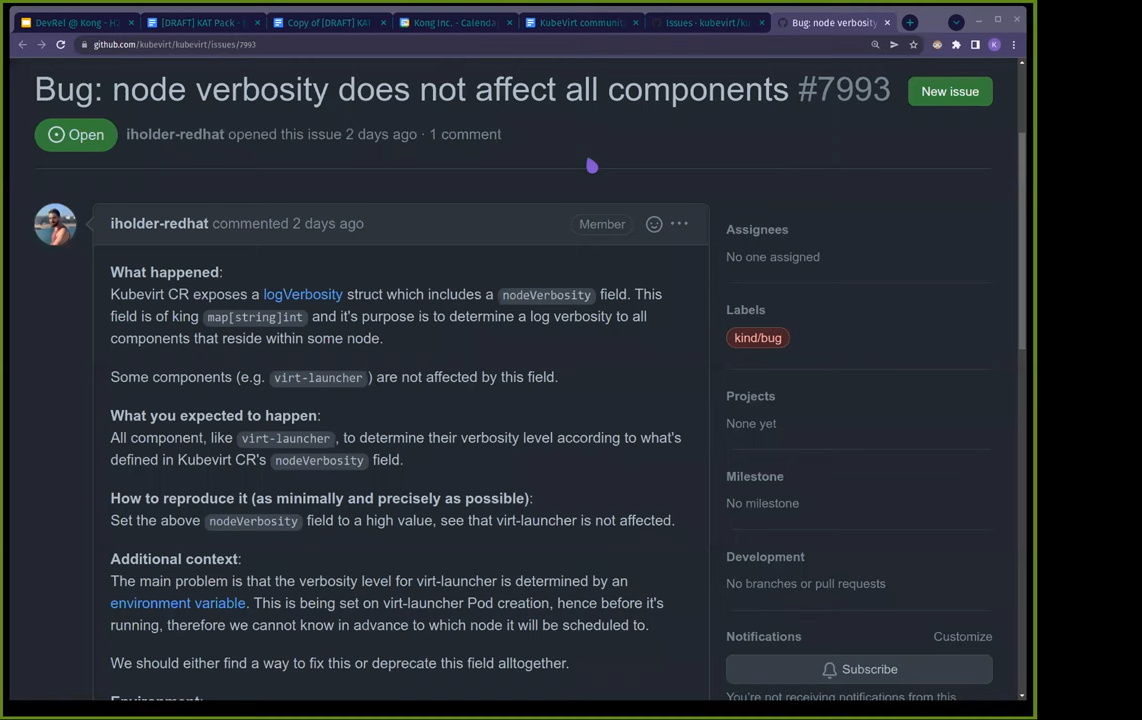 DevRel @ Kong - H2
[DRAFT] KAT Pack -
Copy of [DRAFT] KAT
Kong Inc. - Calenda
KubeVirt communit
Issues · kubevirt/ku
Bug: node verbosity
github.com/kubevirt/kubevirt/issues/7993
K
Bug: node verbosity does not affect all components #7993
New issue
Open
iholder-redhat opened this issue 2 days ago · 1 comment
iholder-redhat commented 2 days ago
Member
What happened:
Kubevirt CR exposes a logVerbosity struct which includes a nodeVerbosity field. This
field is of king map[string]int and it's purpose is to determine a log verbosity to all
components that reside within some node.
Some components (e.g. virt-launcher) are not affected by this field.
What you expected to happen:
All component, like virt-launcher, to determine their verbosity level according to what's
defined in Kubevirt CR's nodeVerbosity field.
How to reproduce it (as minimally and precisely as possible):
Set the above nodeVerbosity field to a high value, see that virt-launcher is not affected.
Additional context:
The main problem is that the verbosity level for virt-launcher is determined by an
environment variable. This is being set on virt-launcher Pod creation, hence before it's
running, therefore we cannot know in advance to which node it will be scheduled to.
We should either find a way to fix this or deprecate this field alltogether.
Environment:
Assignees
No one assigned
Labels
kind/bug
Projects
None yet
Milestone
No milestone
Development
No branches or pull requests
Notifications
Customize
Subscribe
You're not receiving notifications from this